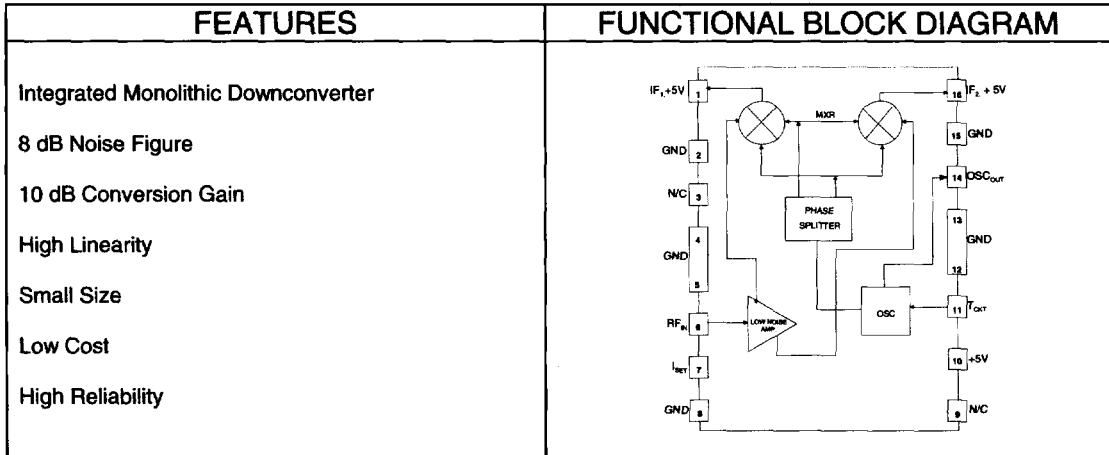 FEATURES
FUNCTIONAL BLOCK DIAGRAM
Integrated Monolithic Downconverter
8 dB Noise Figure
10 dB Conversion Gain
High Linearity
Small Size
Low Cost
High Reliability
IF1,+5V 1
16 IF2, + 5V
MXR
GND 2
15 GND
N/C 3
14 OSCOUT
PHASE
SPLITTER
4
GND
5
13
GND
12
RFIN 6
LOW NOISE
AMP
OSC
11 TCKT
ISET 7
10 +5V
GND 8
9 N/C